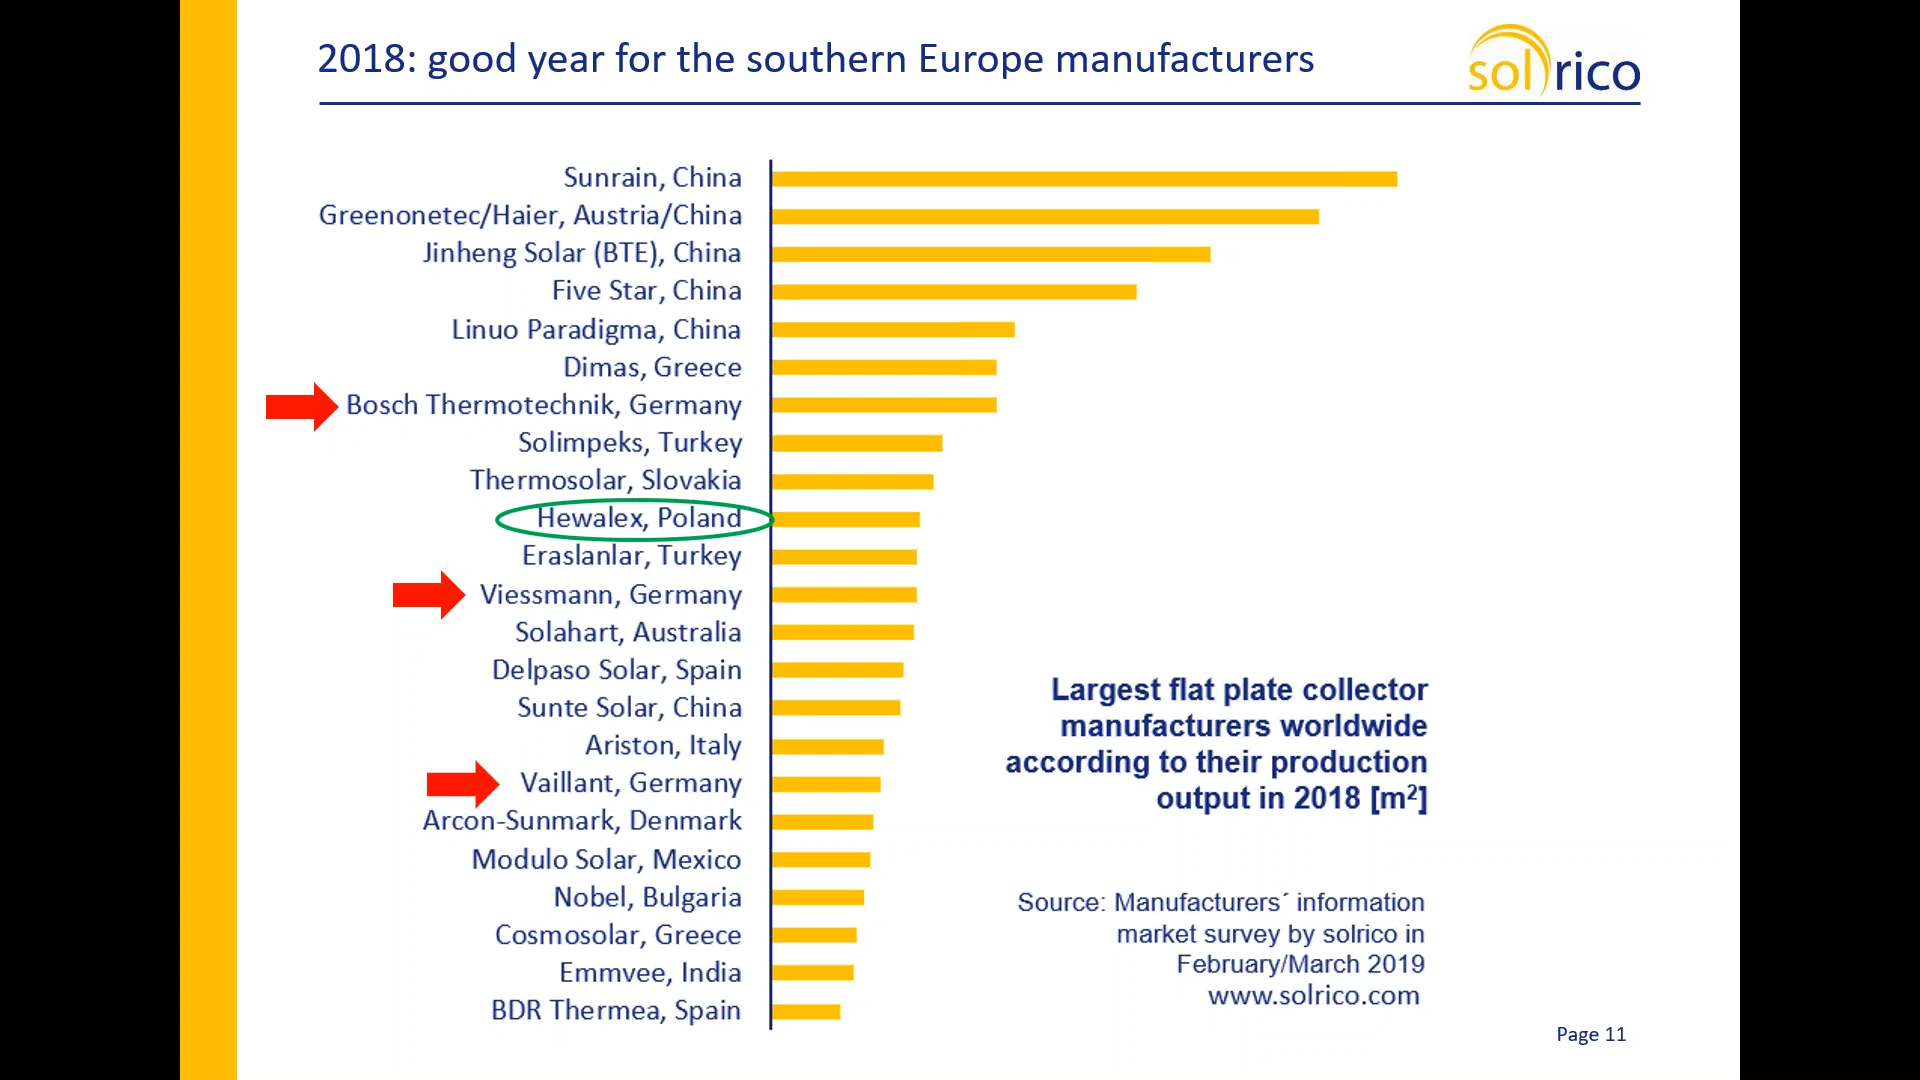 2018: good year for the southern Europe manufacturers
solrico
Sunrain, China
Greenonetec/Haier, Austria/China
Jinheng Solar (BTE), China
Five Star, China
Linuo Paradigma, China
Dimas, Greece
Bosch Thermotechnik, Germany
Solimpeks, Turkey
Thermosolar, Slovakia
Hewalex, Poland
Eraslanlar, Turkey
Viessmann, Germany
Solahart, Australia
Delpaso Solar, Spain
Sunte Solar, China
Ariston, Italy
Vaillant, Germany
Arcon-Sunmark, Denmark
Modulo Solar, Mexico
Nobel, Bulgaria
Cosmosolar, Greece
Emmvee, India
BDR Thermea, Spain
Largest flat plate collector
manufacturers worldwide
according to their production
output in 2018 [m²]
Source: Manufacturers´ information
market survey by solrico in
February/March 2019
www.solrico.com
Page 11